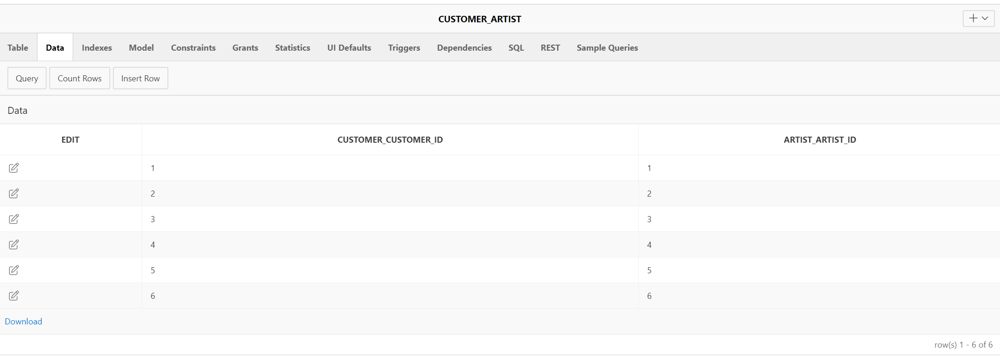 CUSTOMER_ARTIST
Table Data Indexes Model Constraints Grants Statistics UI Defaults Triggers Dependencies SQL REST Sample Queries
Query Count Rows Insert Row
Data
EDIT CUSTOMER_CUSTOMER_ID ARTIST_ARTIST_ID
1 1
2 2
3 3
4 4
5 5
6 6
Download
row(s) 1 - 6 of 6